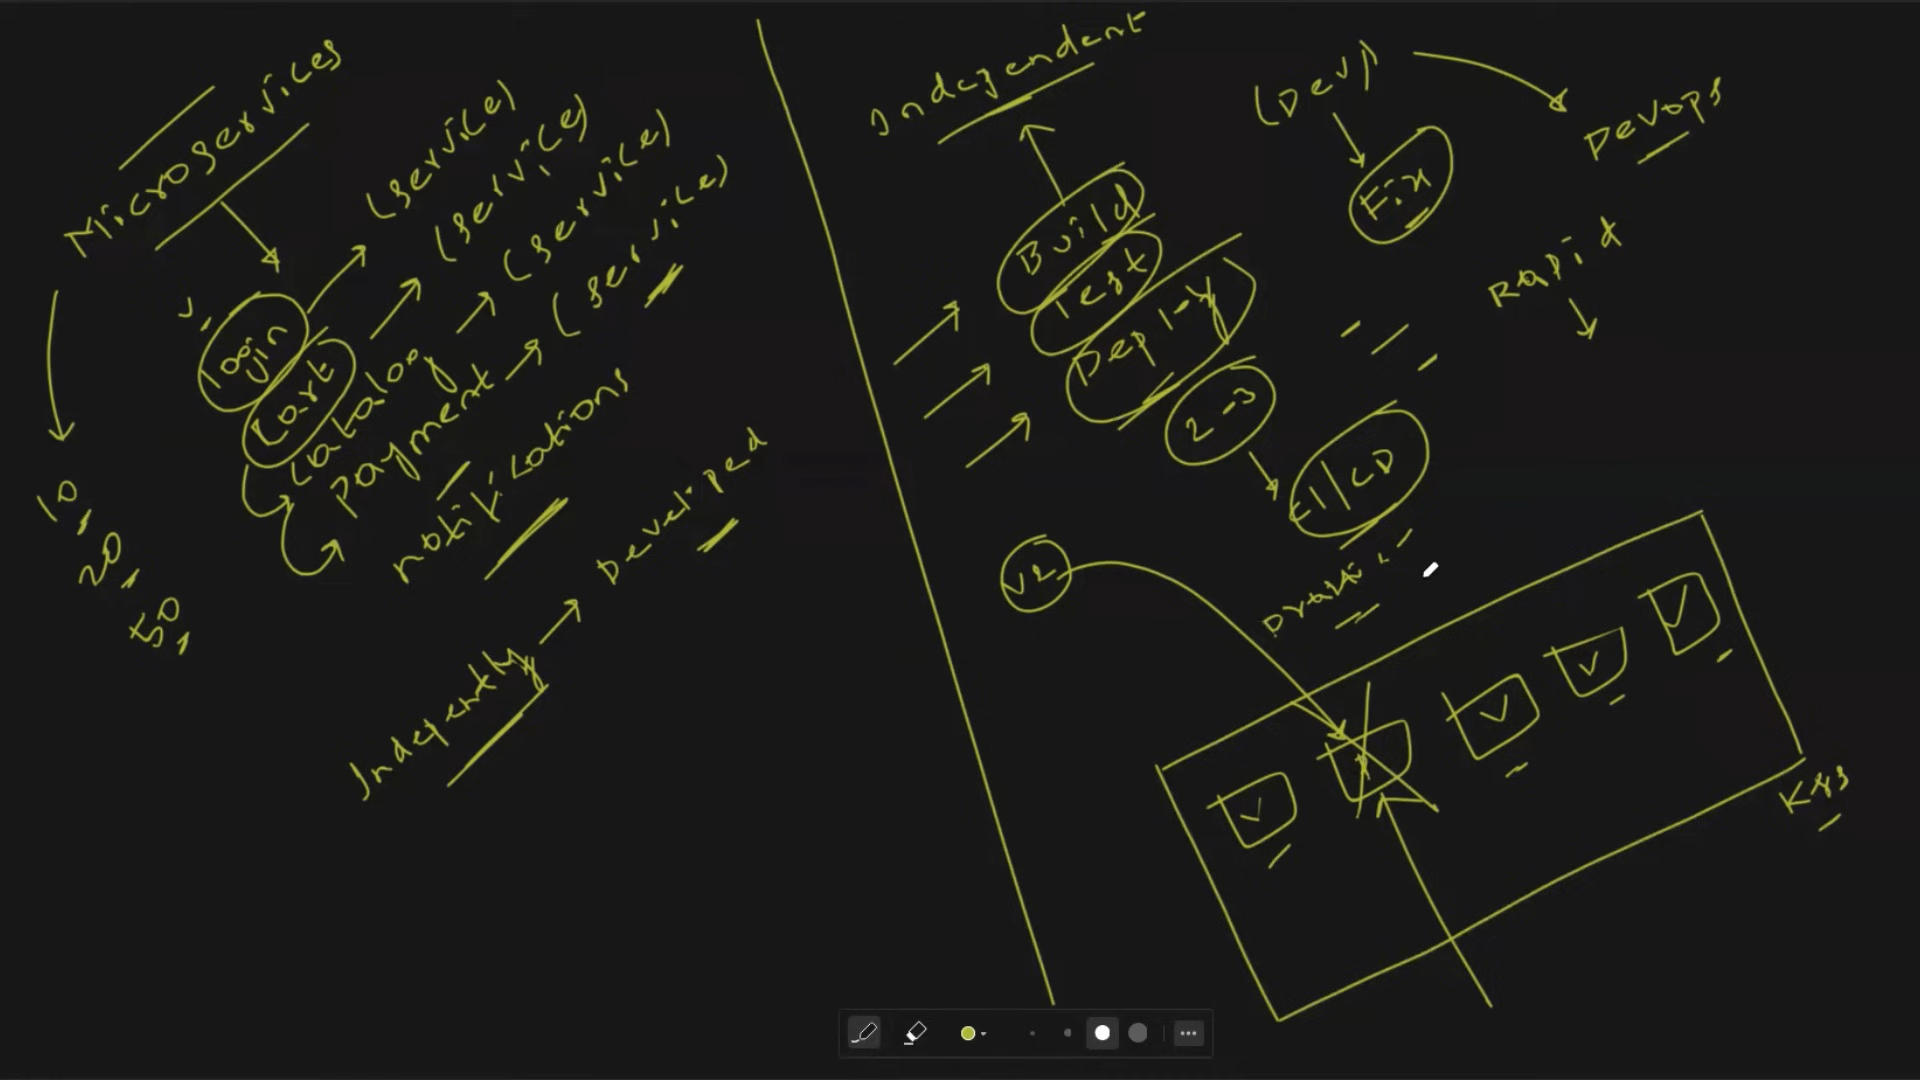 Microservices
10,
20,
50,
login
cart
catalog
payment
notifications
(service)
(service)
(service)
(service)
Indepently
Developed
Independent
Build
Test
Deploy
2-3
CI/CD
(Dev)
Fix
Devops
Rapid
V2
K8s